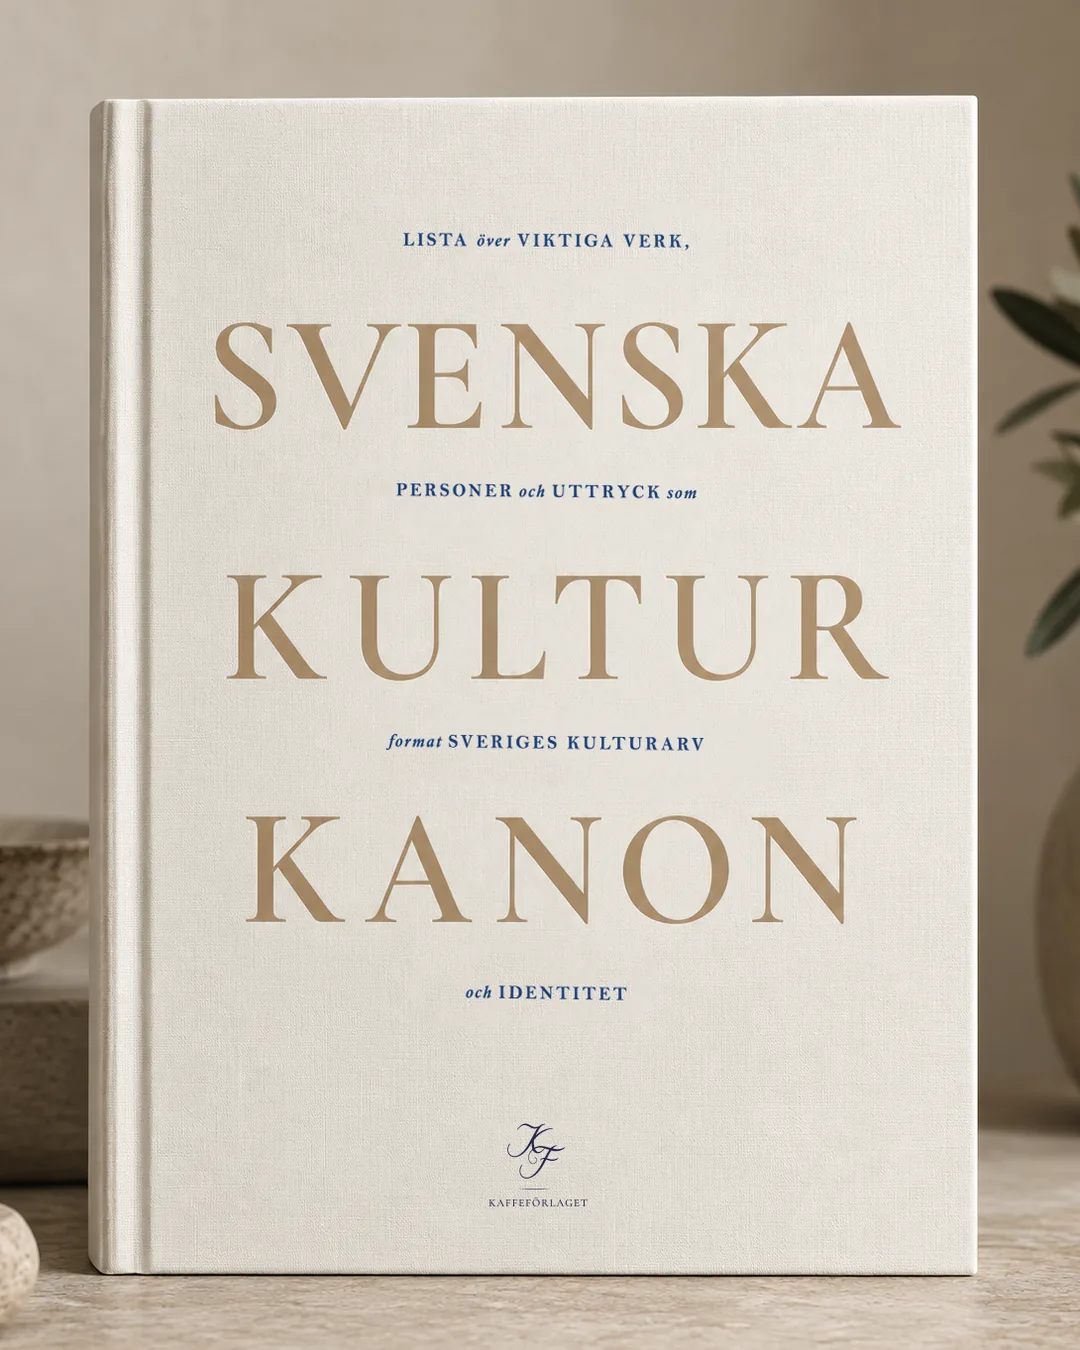 LISTA över VIKTIGA VERK,
SVENSKA
PERSONER och UTTRYCK som
KULTUR
format SVERIGES KULTURARV
KANON
och IDENTITET
KF
KAFFEFÖRLAGET